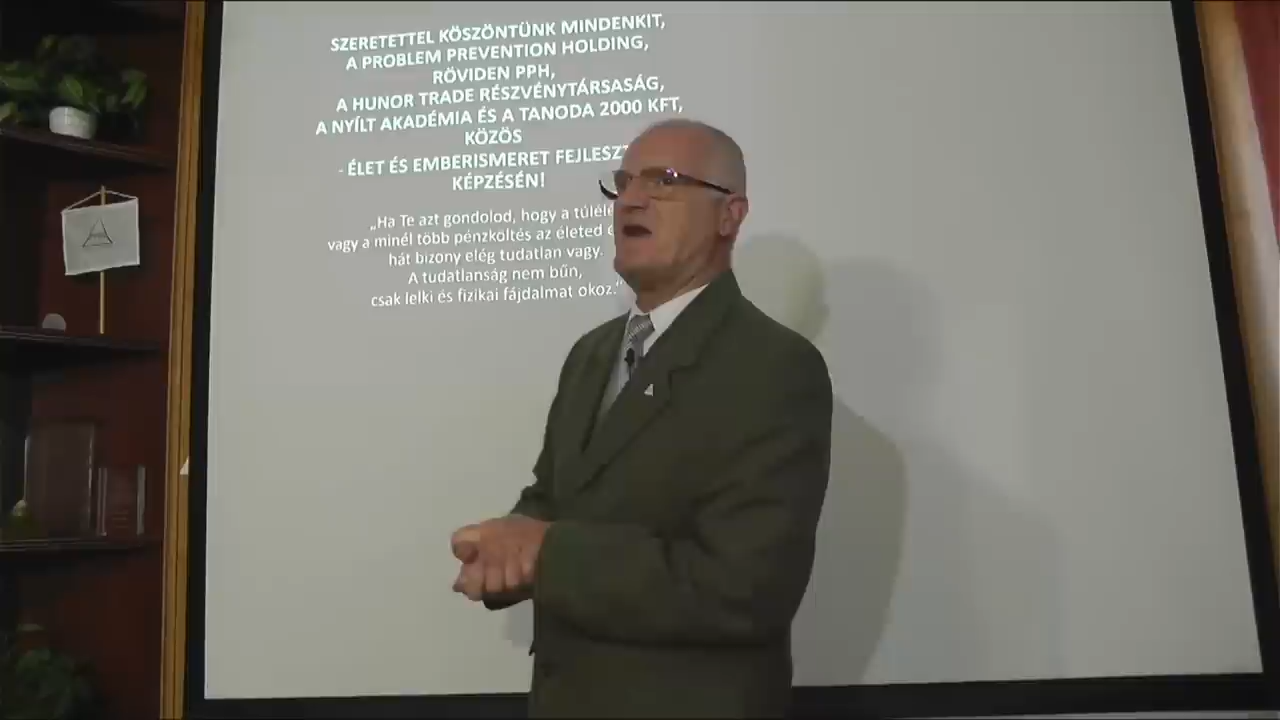 SZERETETTEL KÖSZÖNTÜNK MINDENKIT,
A PROBLEM PREVENTION HOLDING,
RÖVIDEN PPH,
A HUNOR TRADE RÉSZVÉNYTÁRSASÁG,
A NYÍLT AKADÉMIA ÉS A TANODA 2000 KFT,
KÖZÖS
- ÉLET ÉS EMBERISMERET FEJLESZT
KÉPZÉSÉN!
„Ha Te azt gondolod, hogy a túlél
vagy a minél több pénzköltés az életed
hát bizony elég tudatlan vagy.
A tudatlanság nem bűn,
csak lelki és fizikai fájdalmat okoz.”